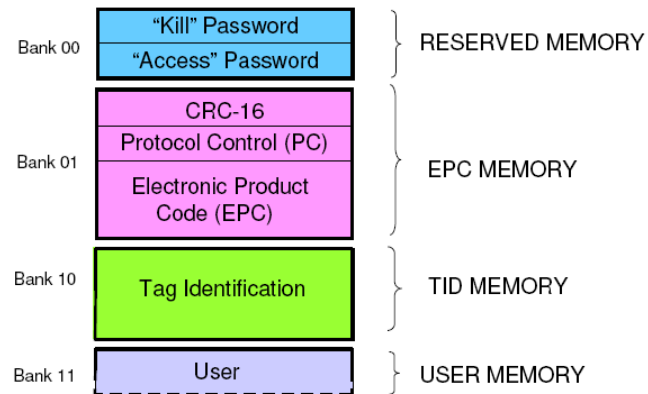 “Kill” Password
Bank 00
“Access” Password
RESERVED MEMORY
CRC-16
Protocol Control (PC)
Bank 01
Electronic Product
Code (EPC)
EPC MEMORY
Bank 10
Tag Identification
TID MEMORY
Bank 11
User
USER MEMORY